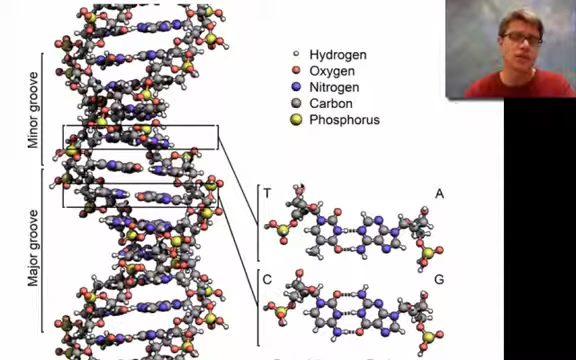 Minor groove
Major groove
Hydrogen
Oxygen
Nitrogen
Carbon
Phosphorus
T
A
C
G